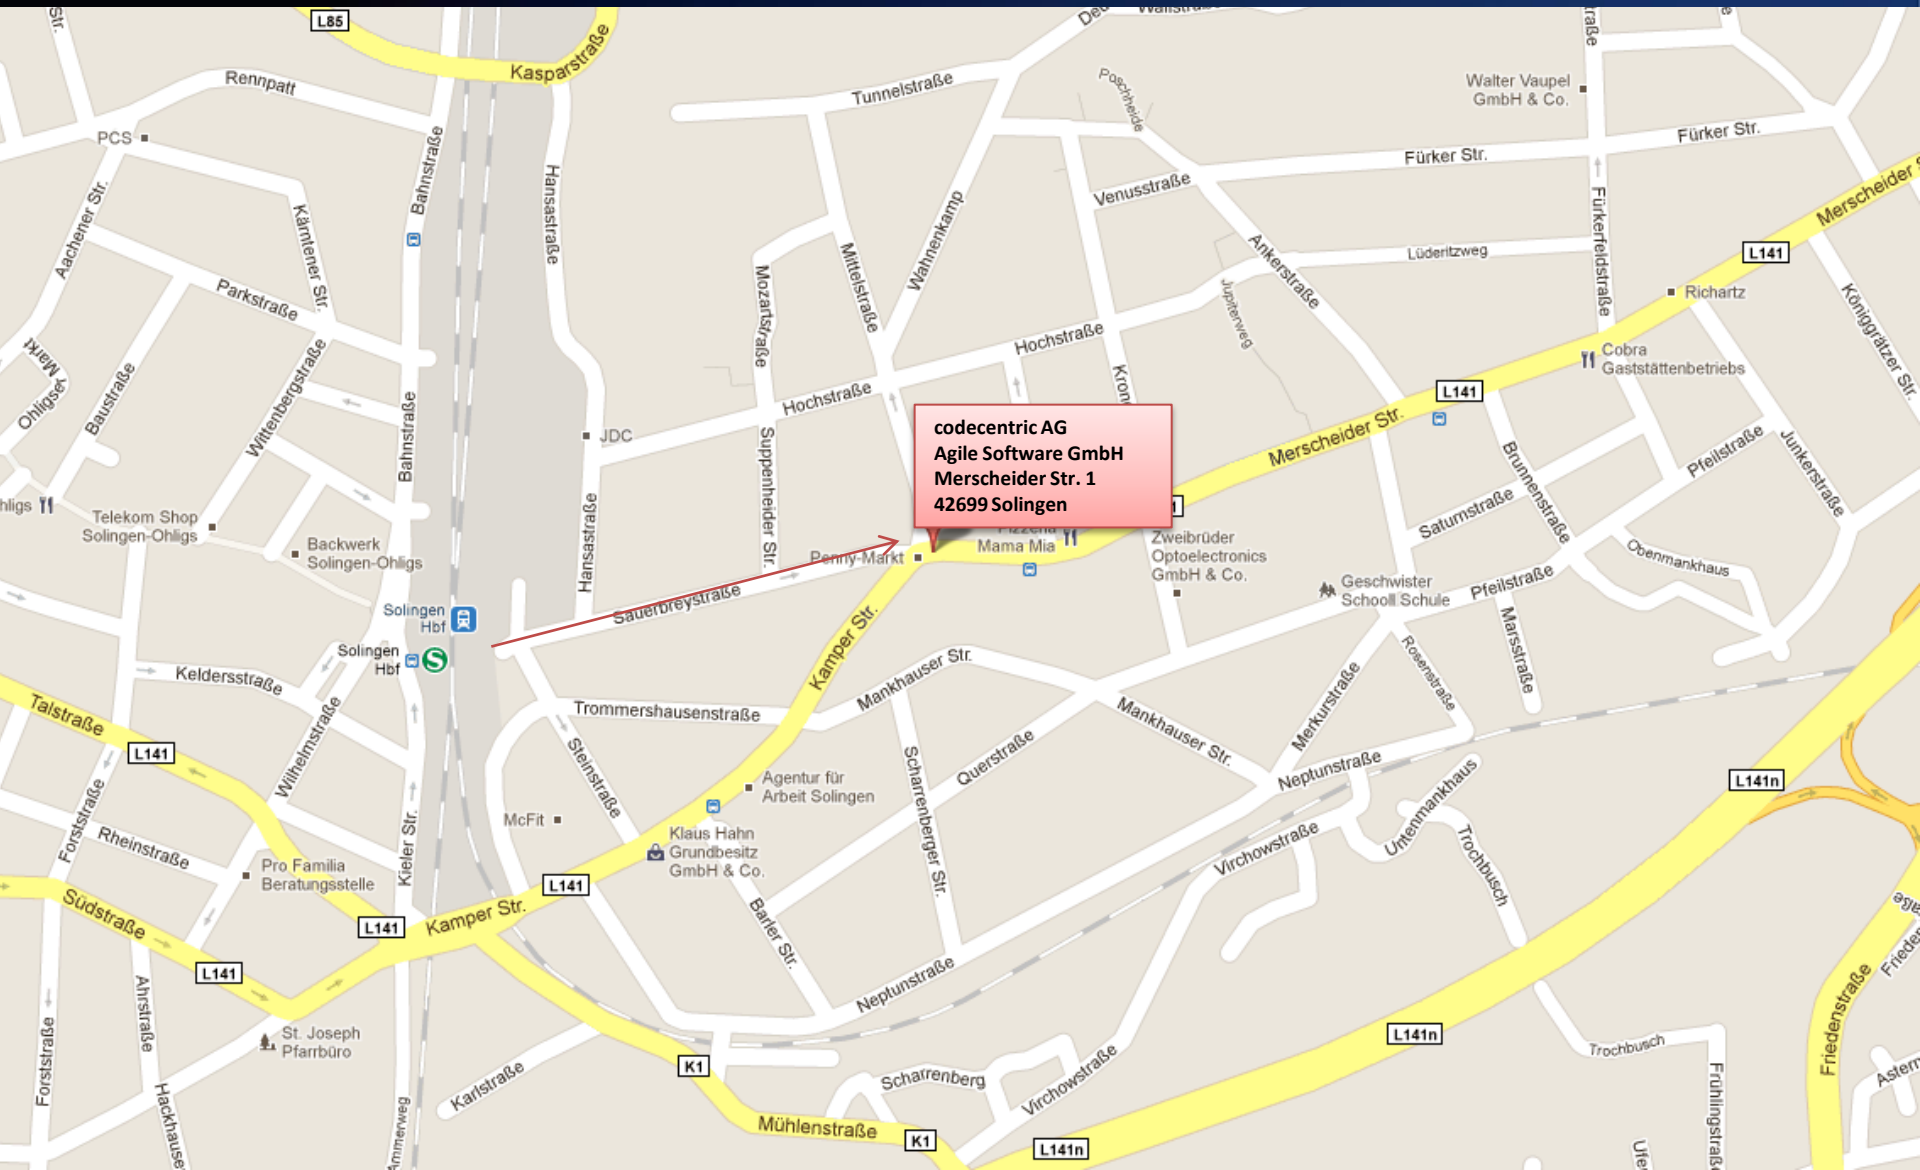 L85
Str.
Kasparstraße
Rennpatt
PCS
Bahnstraße
Hansastraße
Aachener Str.
Kärntener Str.
Parkstraße
Tunnelstraße
Poschheide
Walter Vaupel
GmbH & Co.
Fürker Str.
Fürker Str.
Venusstraße
Merscheider
L141
Fürkerfeldstraße
Lüderitzweg
Ankerstraße
Jupiterweg
Wahnenkamp
Mittelstraße
Mozartstraße
Richartz
Königgrätzer Str.
Hochstraße
Hochstraße
Cobra
Gaststättenbetriebs
Ohligser
Markt
Baustraße
Wittenbergstraße
Bahnstraße
JDC
Suppenheider Str.
L141
Merscheider Str.
codecentric AG
Agile Software GmbH
Merscheider Str. 1
42699 Solingen
Brunnenstraße
Pfeilstraße
Junkerstraße
Saturnstraße
Telekom Shop
Solingen-Ohligs
Backwerk
Solingen-Ohligs
Hansastraße
Penny-Markt
Pizzeria
Mama Mia
Zweibrüder
Optoelectronics
GmbH & Co.
Obenmankhaus
Geschwister
Schooll Schule
Pfeilstraße
Solingen
Hbf
Sauerbreystraße
Kamper Str.
Marsstraße
Rosenstraße
Solingen
Hbf
S
Keldersstraße
Mankhauser Str.
Trommershausenstraße
Merkurstraße
Talstraße
L141
Wilhelmstraße
Steinstraße
Querstraße
Mankhauser Str.
Neptunstraße
Scharrenberger Str.
L141n
Agentur für
Arbeit Solingen
McFit
Klaus Hahn
Grundbesitz
GmbH & Co.
Untenmankhaus
Virchowstraße
Trochbusch
Forststraße
Rheinstraße
Kieler Str.
Pro Familia
Beratungsstelle
L141
Südstraße
L141
Kamper Str.
Barler Str.
L141
Neptunstraße
Ahrstraße
Friedenstraße
St. Joseph
Pfarrbüro
L141n
Trochbusch
Forststraße
K1
Karlstraße
Scharrenberg
Virchowstraße
Ammerweg
Mühlenstraße
K1
L141n